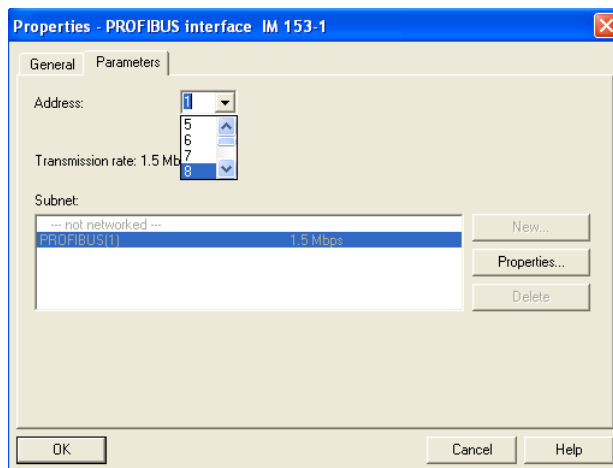 Properties - PROFIBUS interface IM 153-1
General Parameters
Address: 1
5
6
7
8
Transmission rate: 1.5 Mb
Subnet:
--- not networked ---
PROFIBUS(1) 1.5 Mbps
New...
Properties...
Delete
OK Cancel Help